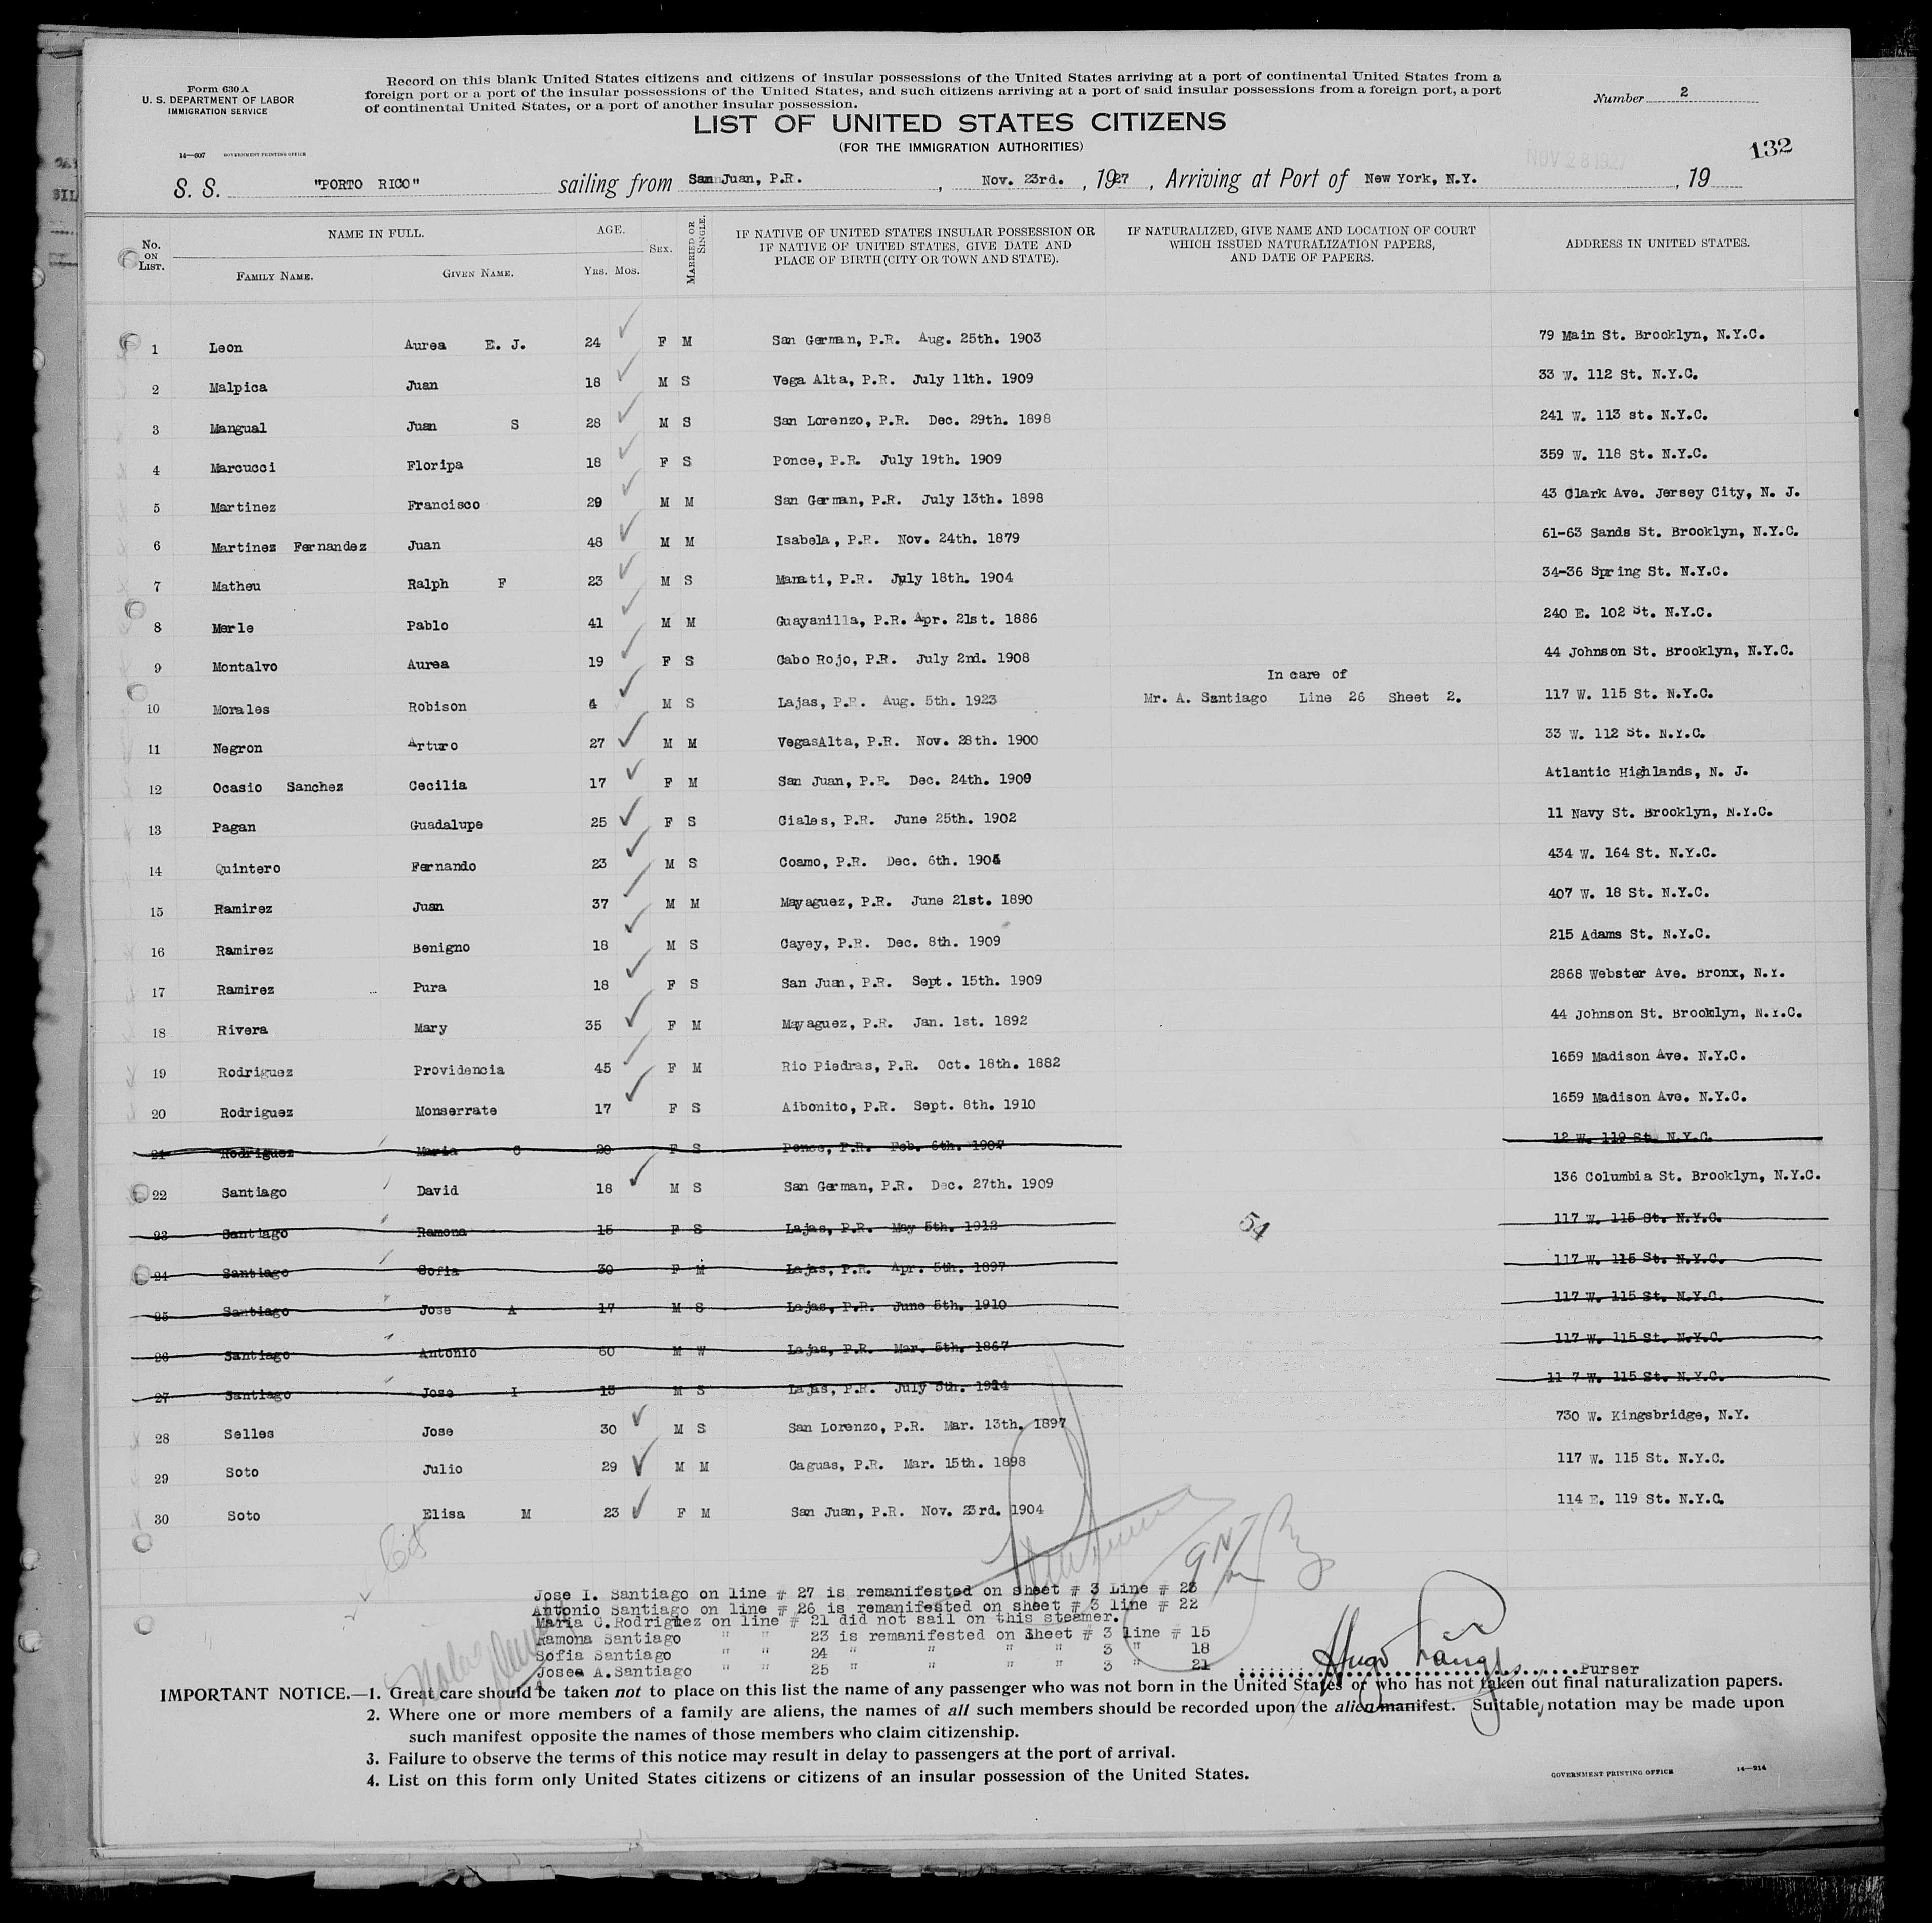 Form 630 A
U. S. DEPARTMENT OF LABOR
IMMIGRATION SERVICE
14—607 GOVERNMENT PRINTING OFFICE
Record on this blank United States citizens and citizens of insular possessions of the United States arriving at a port of continental United States from a
foreign port or a port of the insular possessions of the United States, and such citizens arriving at a port of said insular possessions from a foreign port, a port
of continental United States, or a port of another insular possession.
Number 2
LIST OF UNITED STATES CITIZENS
(FOR THE IMMIGRATION AUTHORITIES)
NOV 28 1927
132
S. S. "PORTO RICO" sailing from San Juan, P.R. , Nov. 23rd. , 1927 , Arriving at Port of New York, N.Y. , 19
No. ON LIST. NAME IN FULL. FAMILY NAME. GIVEN NAME. AGE. YRS. MOS. SEX. MARRIED OR SINGLE. IF NATIVE OF UNITED STATES INSULAR POSSESSION OR IF NATIVE OF UNITED STATES, GIVE DATE AND PLACE OF BIRTH (CITY OR TOWN AND STATE). IF NATURALIZED, GIVE NAME AND LOCATION OF COURT WHICH ISSUED NATURALIZATION PAPERS, AND DATE OF PAPERS. ADDRESS IN UNITED STATES.
1 Leon Aurea E. J. 24 F M San German, P.R. Aug. 25th. 1903 79 Main St. Brooklyn, N.Y.C.
2 Malpica Juan 18 M S Vega Alta, P.R. July 11th. 1909 33 W. 112 St. N.Y.C.
3 Mangual Juan S 28 M S San Lorenzo, P.R. Dec. 29th. 1898 241 W. 113 st. N.Y.C.
4 Marcucci Floripa 18 F S Ponce, P.R. July 19th. 1909 359 W. 118 St. N.Y.C.
5 Martinez Francisco 29 M M San German, P.R. July 13th. 1898 43 Clark Ave. Jersey City, N. J.
6 Martinez Fernandez Juan 48 M M Isabela, P.R. Nov. 24th. 1879 61-63 Sands St. Brooklyn, N.Y.C.
7 Matheu Ralph F 23 M S Manati, P.R. July 18th. 1904 34-36 Spring St. N.Y.C.
8 Merle Pablo 41 M M Guayanilla, P.R. Apr. 21st. 1886 240 E. 102 St. N.Y.C.
9 Montalvo Aurea 19 F S Cabo Rojo, P.R. July 2nd. 1908 44 Johnson St. Brooklyn, N.Y.C.
In care of
10 Morales Robison 4 M S Lajas, P.R. Aug. 5th. 1923 Mr. A. Santiago Line 26 Sheet 2. 117 W. 115 St. N.Y.C.
11 Negron Arturo 27 M M VegasAlta, P.R. Nov. 28th. 1900 33 W. 112 St. N.Y.C.
12 Ocasio Sanchez Cecilia 17 F M San Juan, P.R. Dec. 24th. 1909 Atlantic Highlands, N. J.
13 Pagan Guadalupe 25 F S Ciales, P.R. June 25th. 1902 11 Navy St. Brooklyn, N.Y.C.
14 Quintero Fernando 23 M S Coamo, P.R. Dec. 6th. 1904 434 W. 164 St. N.Y.C.
15 Ramirez Juan 37 M M Mayaguez, P.R. June 21st. 1890 407 W. 18 St. N.Y.C.
16 Ramirez Benigno 18 M S Cayey, P.R. Dec. 8th. 1909 215 Adams St. N.Y.C.
17 Ramirez Pura 18 F S San Juan, P.R. Sept. 15th. 1909 2868 Webster Ave. Bronx, N.Y.
18 Rivera Mary 35 F M Mayaguez, P.R. Jan. 1st. 1892 44 Johnson St. Brooklyn, N.Y.C.
19 Rodriguez Providencia 45 F M Rio Piedras, P.R. Oct. 18th. 1882 1659 Madison Ave. N.Y.C.
20 Rodriguez Monserrate 17 F S Aibonito, P.R. Sept. 8th. 1910 1659 Madison Ave. N.Y.C.
21 Rodriguez Maria C 20 F S Ponce, P.R. Feb. 6th. 1907 12 W. 119 St. N.Y.C.
22 Santiago David 18 M S San German, P.R. Dec. 27th. 1909 136 Columbia St. Brooklyn, N.Y.C.
23 Santiago Ramona 15 F S Lajas, P.R. May 5th. 1912 54 117 W. 115 St. N.Y.C.
24 Santiago Sofia 30 F M Lajas, P.R. Apr. 5th. 1897 117 W. 115 St. N.Y.C.
25 Santiago Jose A 17 M S Lajas, P.R. June 5th. 1910 117 W. 115 St. N.Y.C.
26 Santiago Antonio 60 M W Lajas, P.R. Mar. 5th. 1867 117 W. 115 St. N.Y.C.
27 Santiago Jose I 13 M S Lajas, P.R. July 5th. 1914 11 7 W. 115 St. N.Y.C.
28 Selles Jose 30 M S San Lorenzo, P.R. Mar. 13th. 1897 730 W. Kingsbridge, N.Y.
29 Soto Julio 29 M M Caguas, P.R. Mar. 15th. 1898 117 W. 115 St. N.Y.C.
30 Soto Elisa M 23 F M San Juan, P.R. Nov. 23rd. 1904 114 E. 119 St. N.Y.C.
Jose I. Santiago on line # 27 is remanifested on sheet # 3 Line # 23
Antonio Santiago on line # 26 is remanifested on sheet # 3 line # 22
Maria C. Rodriguez on line # 21 did not sail on this steamer.
Ramona Santiago " " 23 is remanifested on Sheet # 3 line # 15
Sofia Santiago " " 24 " " " " 3 " 18
Josea A. Santiago " " 25 " " " " 3 " 21
Purser
IMPORTANT NOTICE.—1. Great care should be taken not to place on this list the name of any passenger who was not born in the United States or who has not taken out final naturalization papers.
2. Where one or more members of a family are aliens, the names of all such members should be recorded upon the alien manifest. Suitable notation may be made upon
such manifest opposite the names of those members who claim citizenship.
3. Failure to observe the terms of this notice may result in delay to passengers at the port of arrival.
4. List on this form only United States citizens or citizens of an insular possession of the United States.
GOVERNMENT PRINTING OFFICE 14—914